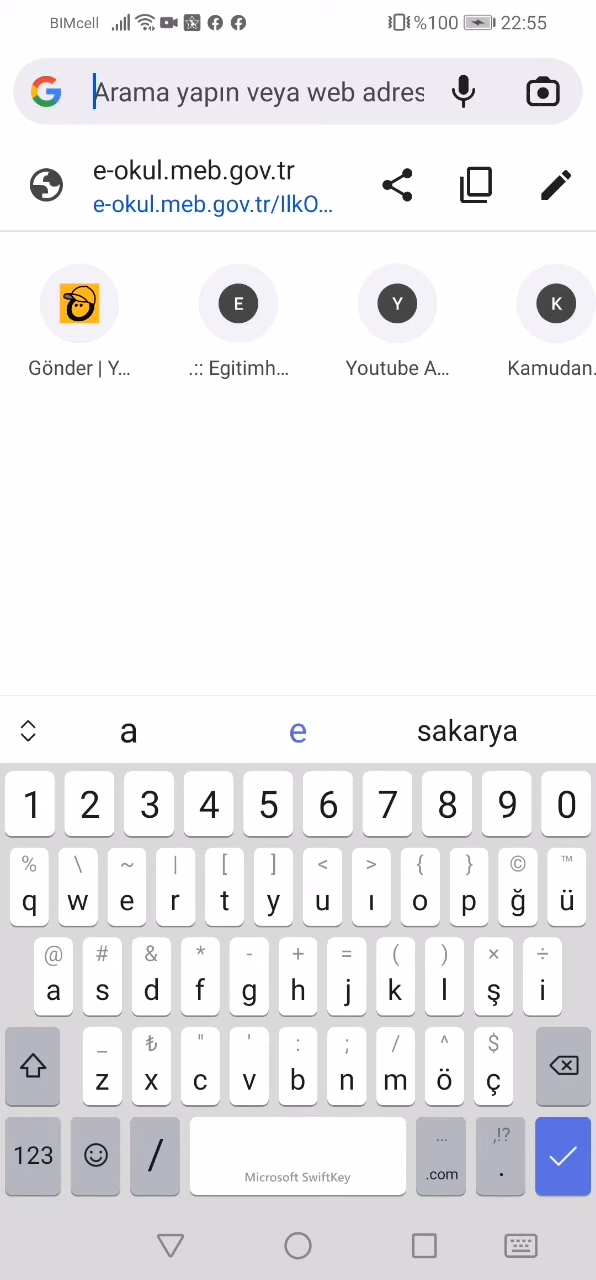 BIMcell %100 22:55
Arama yapın veya web adres
e-okul.meb.gov.tr
e-okul.meb.gov.tr/IlkO...
Gönder | Y... .:: Egitimh... Youtube A... Kamudan.
E Y K
a e sakarya
1 2 3 4 5 6 7 8 9 0
% \ ~ | [ ] < > { } © ™
q w e r t y u ı o p ğ ü
@ # & * - + = ( ) × ÷
a s d f g h j k l ş i
_ ₺ " ' : ; / ^ $
z x c v b n m ö ç
... ,!?
123 / Microsoft SwiftKey .com .